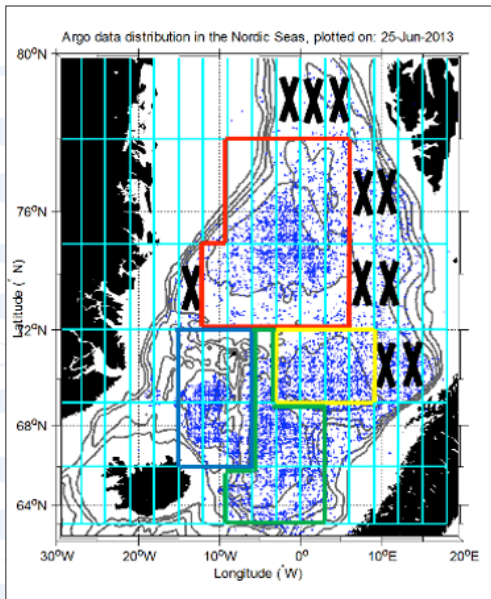 Argo data distribution in the Nordic Seas, plotted on: 25-Jun-2013
80°N
XXX
76°N
XX
X
XX
72°N
XX
68°N
64°N
Latitude (° N)
30°W 20°W 10°W 0°W 10°E 20°E
Longitude (°W)